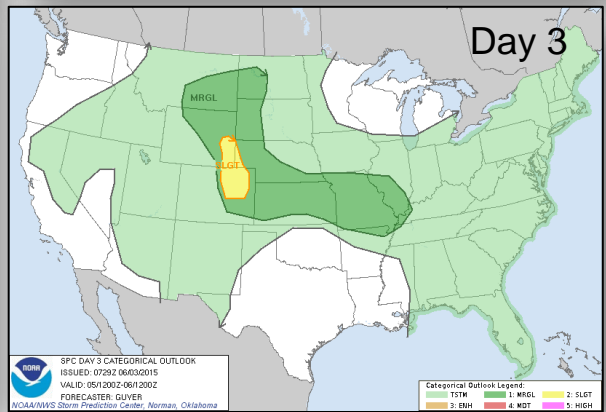 Day 3
MRGL
SLGT
NOAA
SPC DAY 3 CATEGORICAL OUTLOOK
ISSUED: 0729Z 06/03/2015
VALID: 05/1200Z-06/1200Z
FORECASTER: GUYER
NOAA/NWS Storm Prediction Center, Norman, Oklahoma
Categorical Outlook Legend:
TSTM 1: MRGL 2: SLGT
3: ENH 4: MDT 5: HIGH